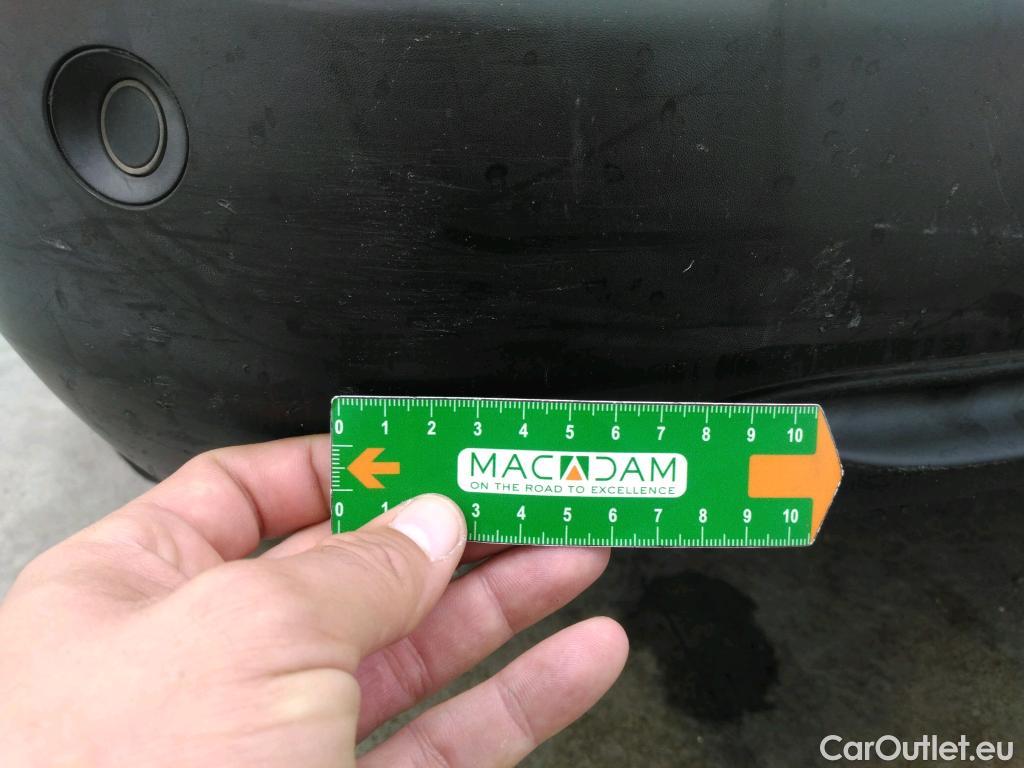 0 1 2 3 4 5 6 7 8 9 10
MACADAM
ON THE ROAD TO EXCELLENCE
0 1 3 4 5 6 7 8 9 10
CarOutlet.eu